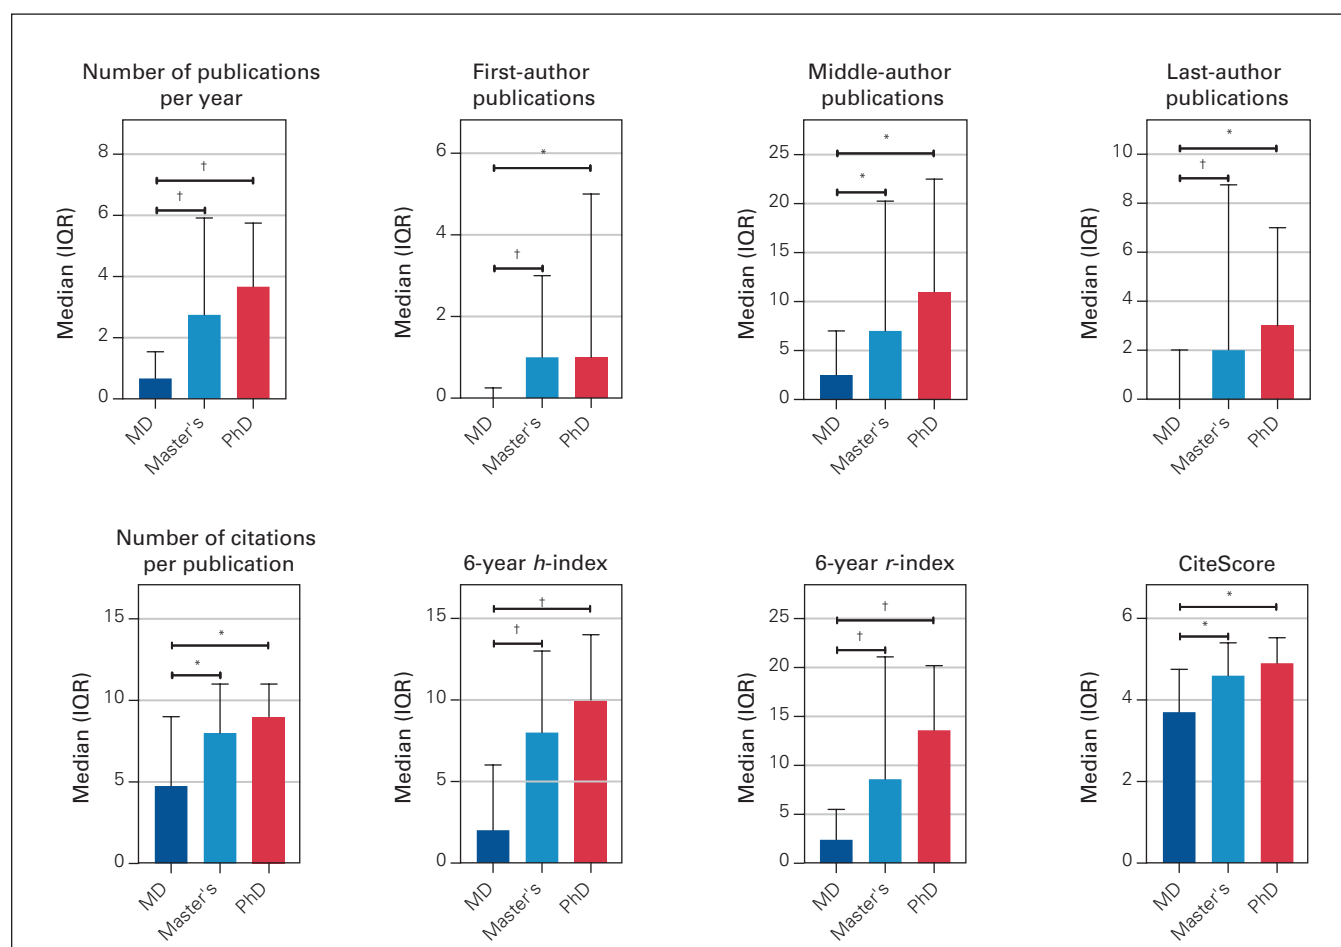 Number of publications
per year
Median (IQR)
8
6
4
2
0
†
†
MD
Master's
PhD
First-author
publications
Median (IQR)
6
4
2
0
*
†
MD
Master's
PhD
Middle-author
publications
Median (IQR)
25
20
15
10
5
0
*
*
MD
Master's
PhD
Last-author
publications
Median (IQR)
10
8
6
4
2
0
*
†
MD
Master's
PhD
Number of citations
per publication
Median (IQR)
15
10
5
0
*
*
MD
Master's
PhD
6-year h-index
Median (IQR)
15
10
5
0
†
†
MD
Master's
PhD
6-year r-index
Median (IQR)
25
20
15
10
5
0
†
†
MD
Master's
PhD
CiteScore
Median (IQR)
6
4
2
0
*
*
MD
Master's
PhD